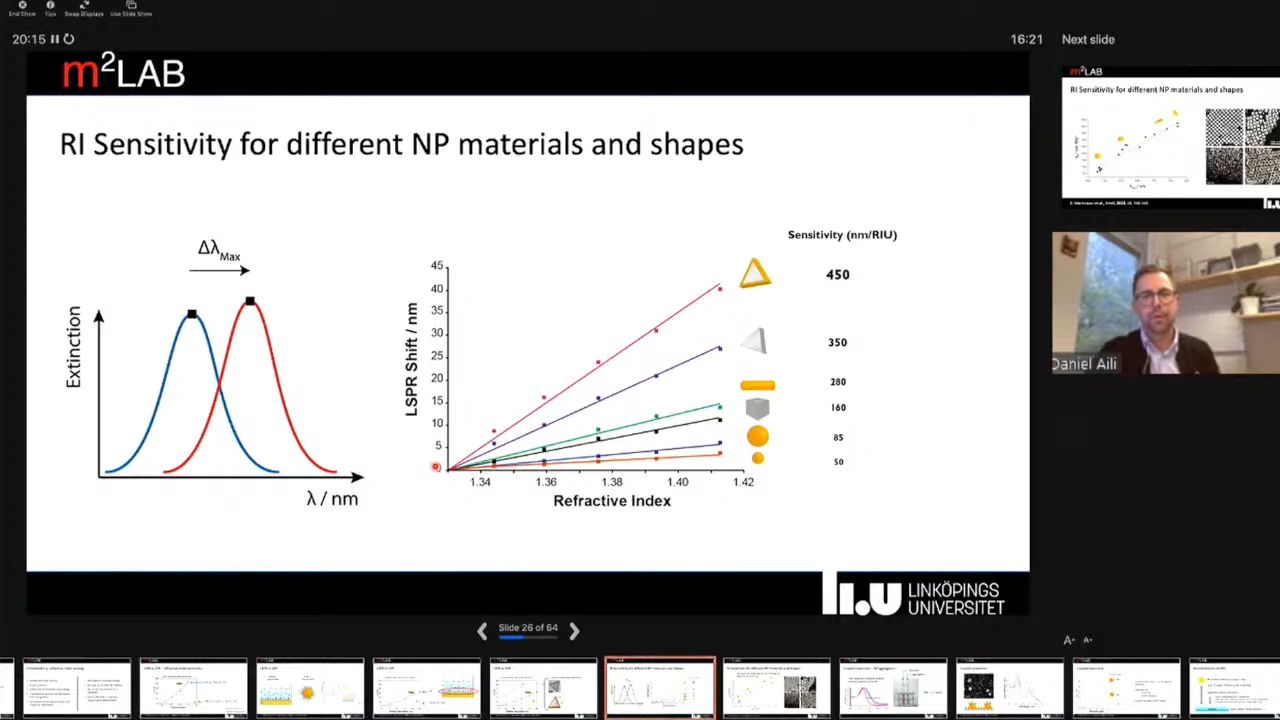 End Show
Tips
Swap Displays
Use Slide Show
20:15
16:21
Next slide
m²LAB
RI Sensitivity for different NP materials and shapes
Δλ Max
Extinction
λ / nm
LSPR Shift / nm
45
40
35
30
25
20
15
10
5
0
1.34
1.36
1.38
1.40
1.42
Refractive Index
Sensitivity (nm/RIU)
450
350
280
160
85
50
LI.U LINKÖPINGS
UNIVERSITET
m²LAB
RI Sensitivity for different NP materials and shapes
Daniel Aili
Slide 26 of 64
A
A